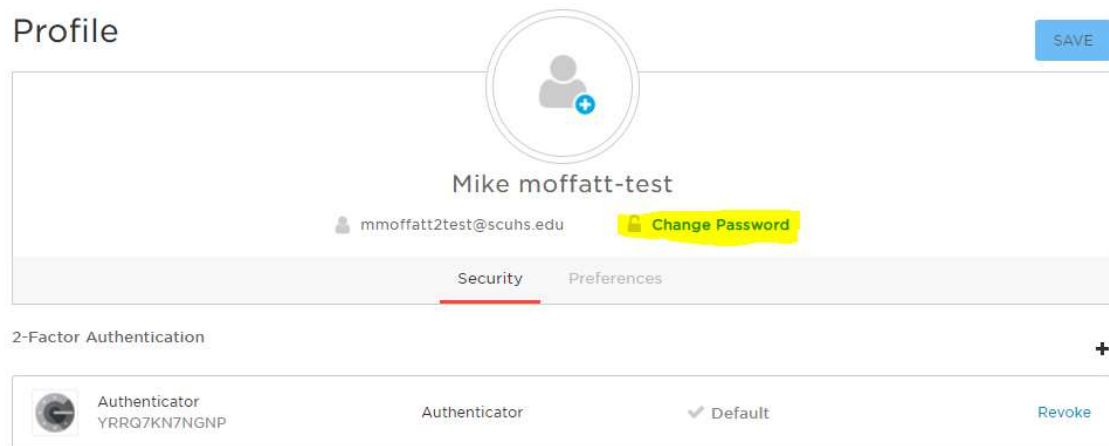 Profile
SAVE
Mike moffatt-test
mmoffatt2test@scuhs.edu Change Password
Security Preferences
2-Factor Authentication
Authenticator
YRRQ7KN7NGNP
Authenticator
Default
Revoke